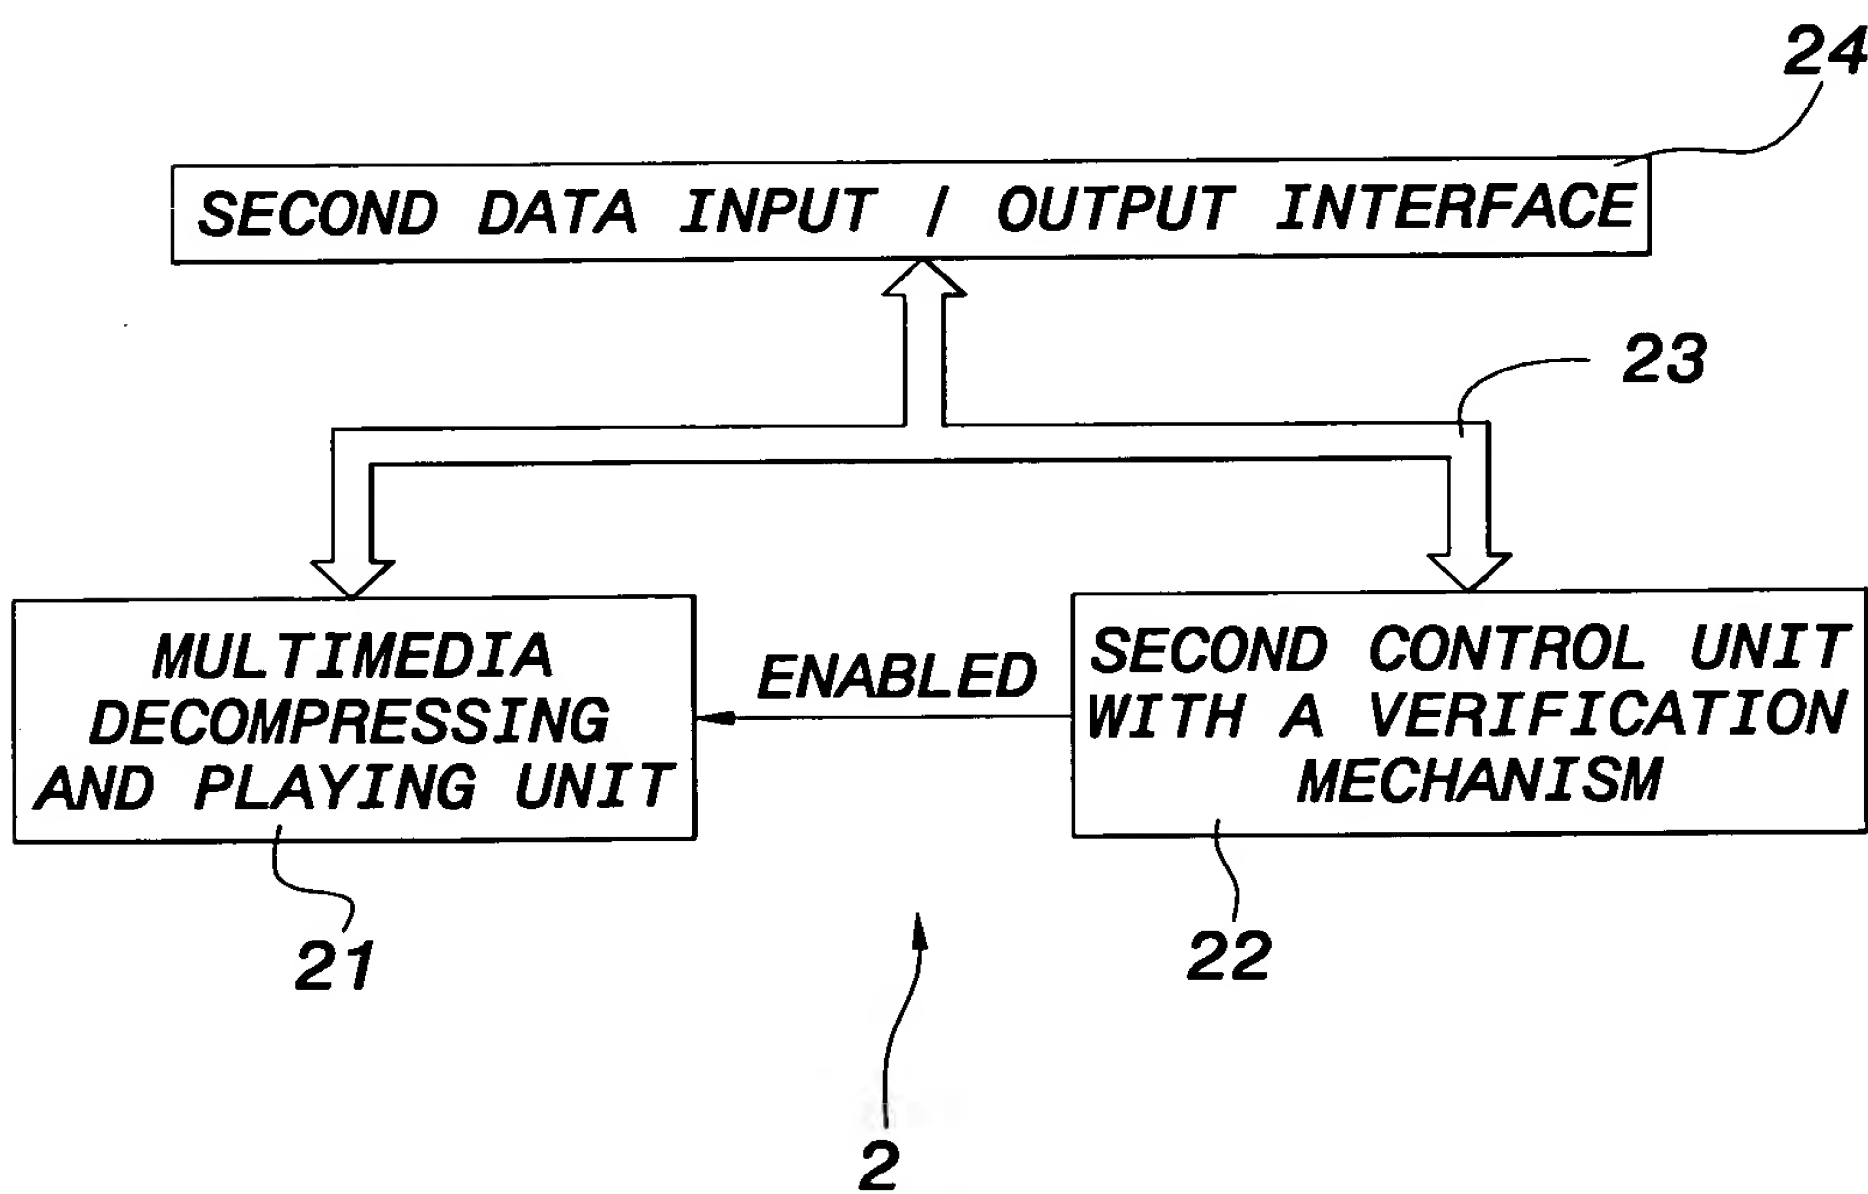 24
SECOND DATA INPUT / OUTPUT INTERFACE
23
MULTIMEDIA
DECOMPRESSING
AND PLAYING UNIT
ENABLED
SECOND CONTROL UNIT
WITH A VERIFICATION
MECHANISM
21
22
2